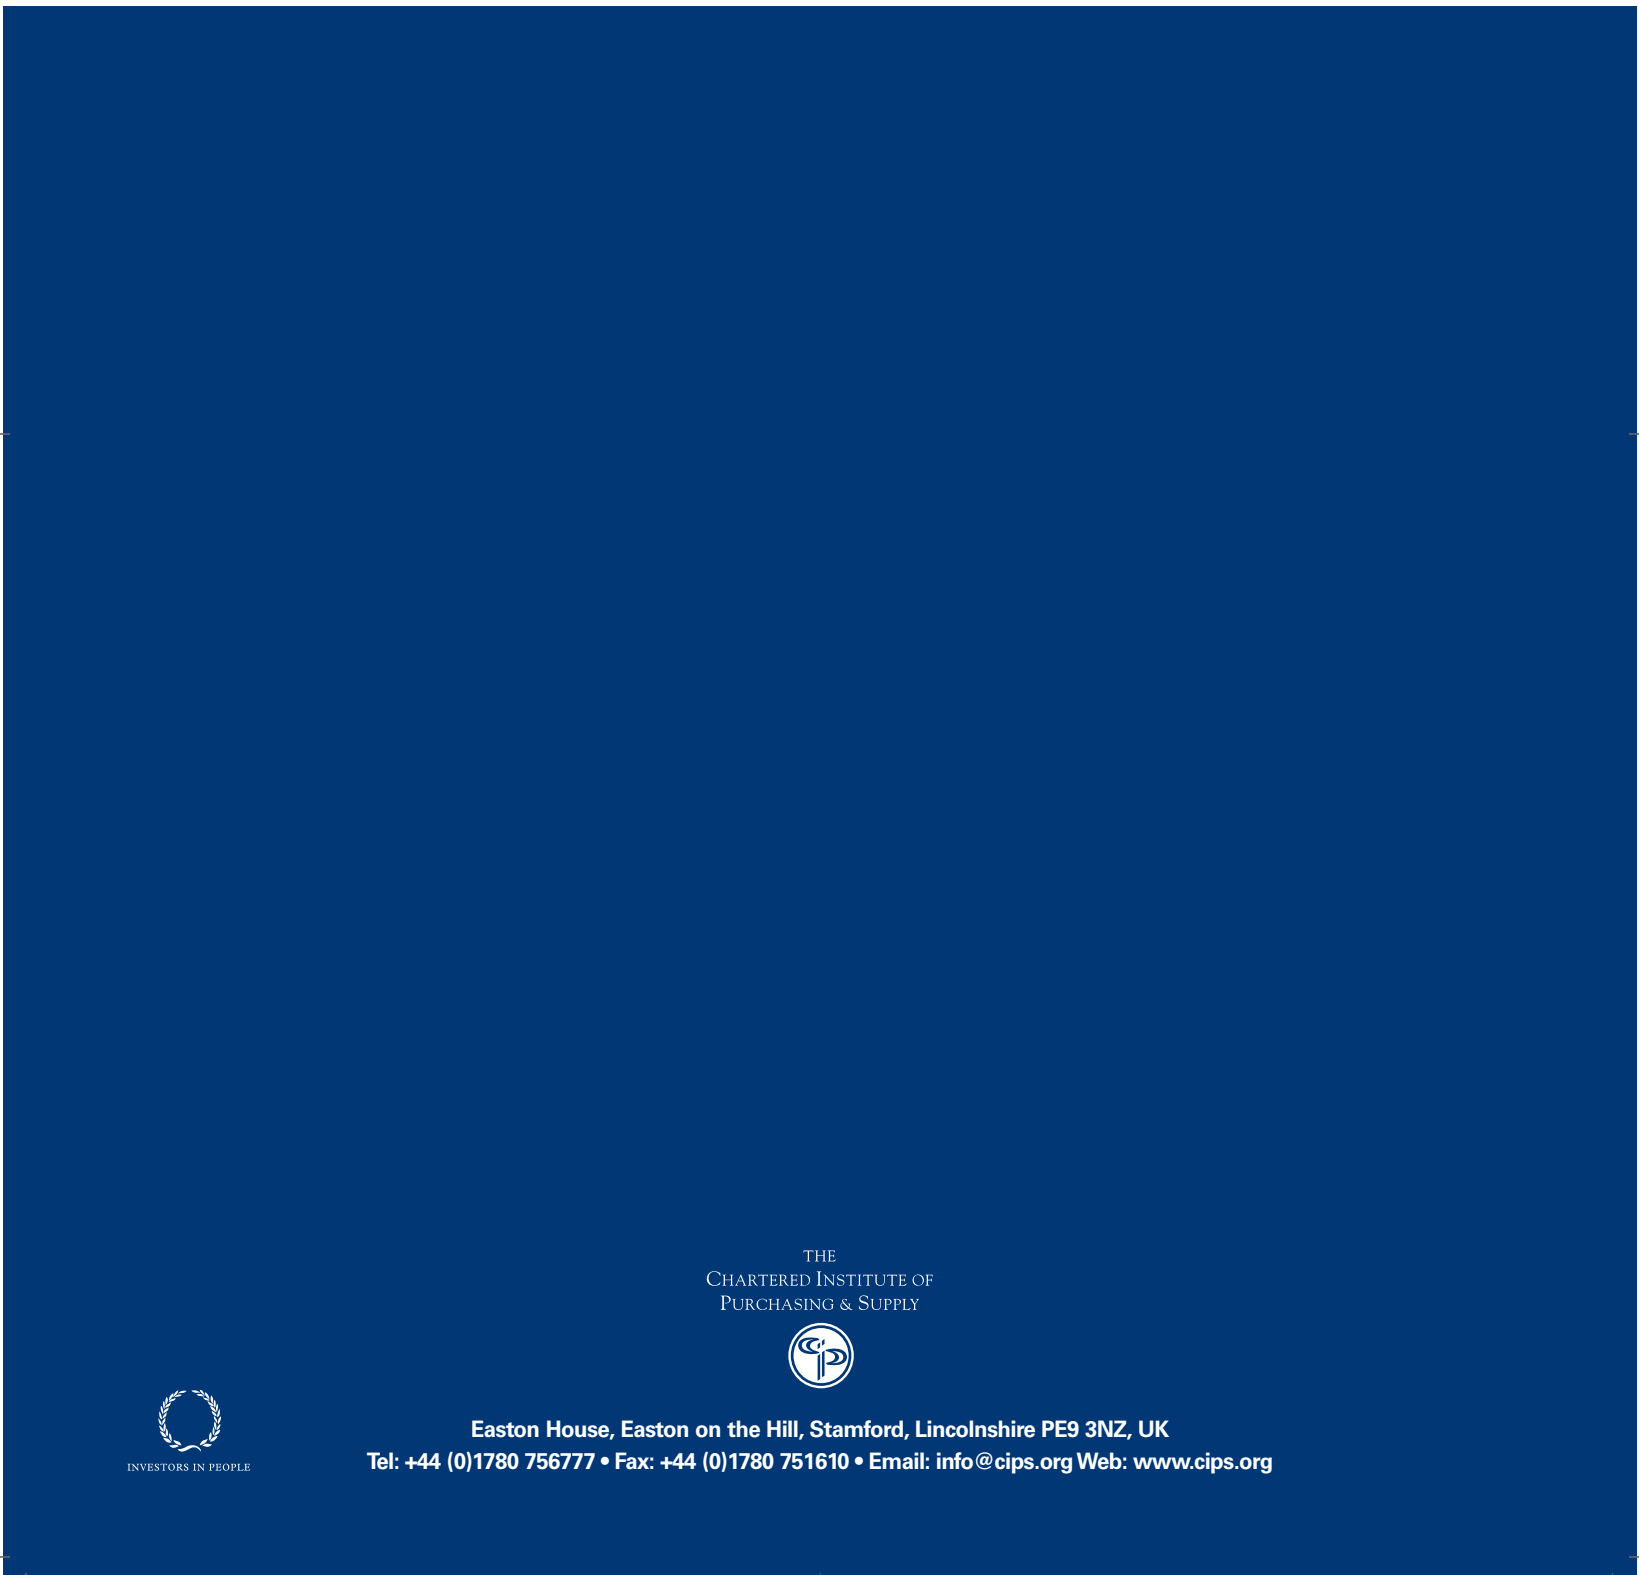 THE
CHARTERED INSTITUTE OF
PURCHASING & SUPPLY
cip
INVESTORS IN PEOPLE
Easton House, Easton on the Hill, Stamford, Lincolnshire PE9 3NZ, UK
Tel: +44 (0)1780 756777 • Fax: +44 (0)1780 751610 • Email: info@cips.org Web: www.cips.org